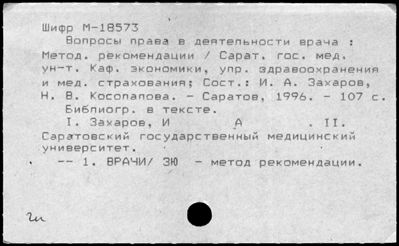 Шифр М-18573
Вопросы права в деятельности врача :
Метод. рекомендации / Сарат. гос. мед.
ун-т. Каф. экономики, упр. здравоохранения
и мед. страхования; Сост.: И. А. Захаров,
Н. В. Косолапова. - Саратов, 1996. - 107 с.
Библиогр. в тексте.
I. Захаров, И А . II.
Саратовский государственный медицинский
университет.
-- 1. ВРАЧИ/ ЗЮ - метод рекомендации.